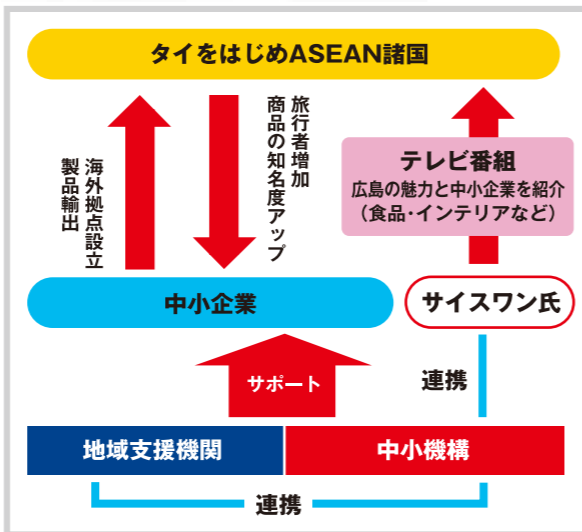 タイをはじめASEAN諸国
海外拠点設立
製品輸出
旅行者増加
商品の知名度アップ
テレビ番組
広島の魅力と中小企業を紹介
（食品・インテリアなど）
中小企業
サイスワン氏
サポート
連携
地域支援機関
中小機構
連携